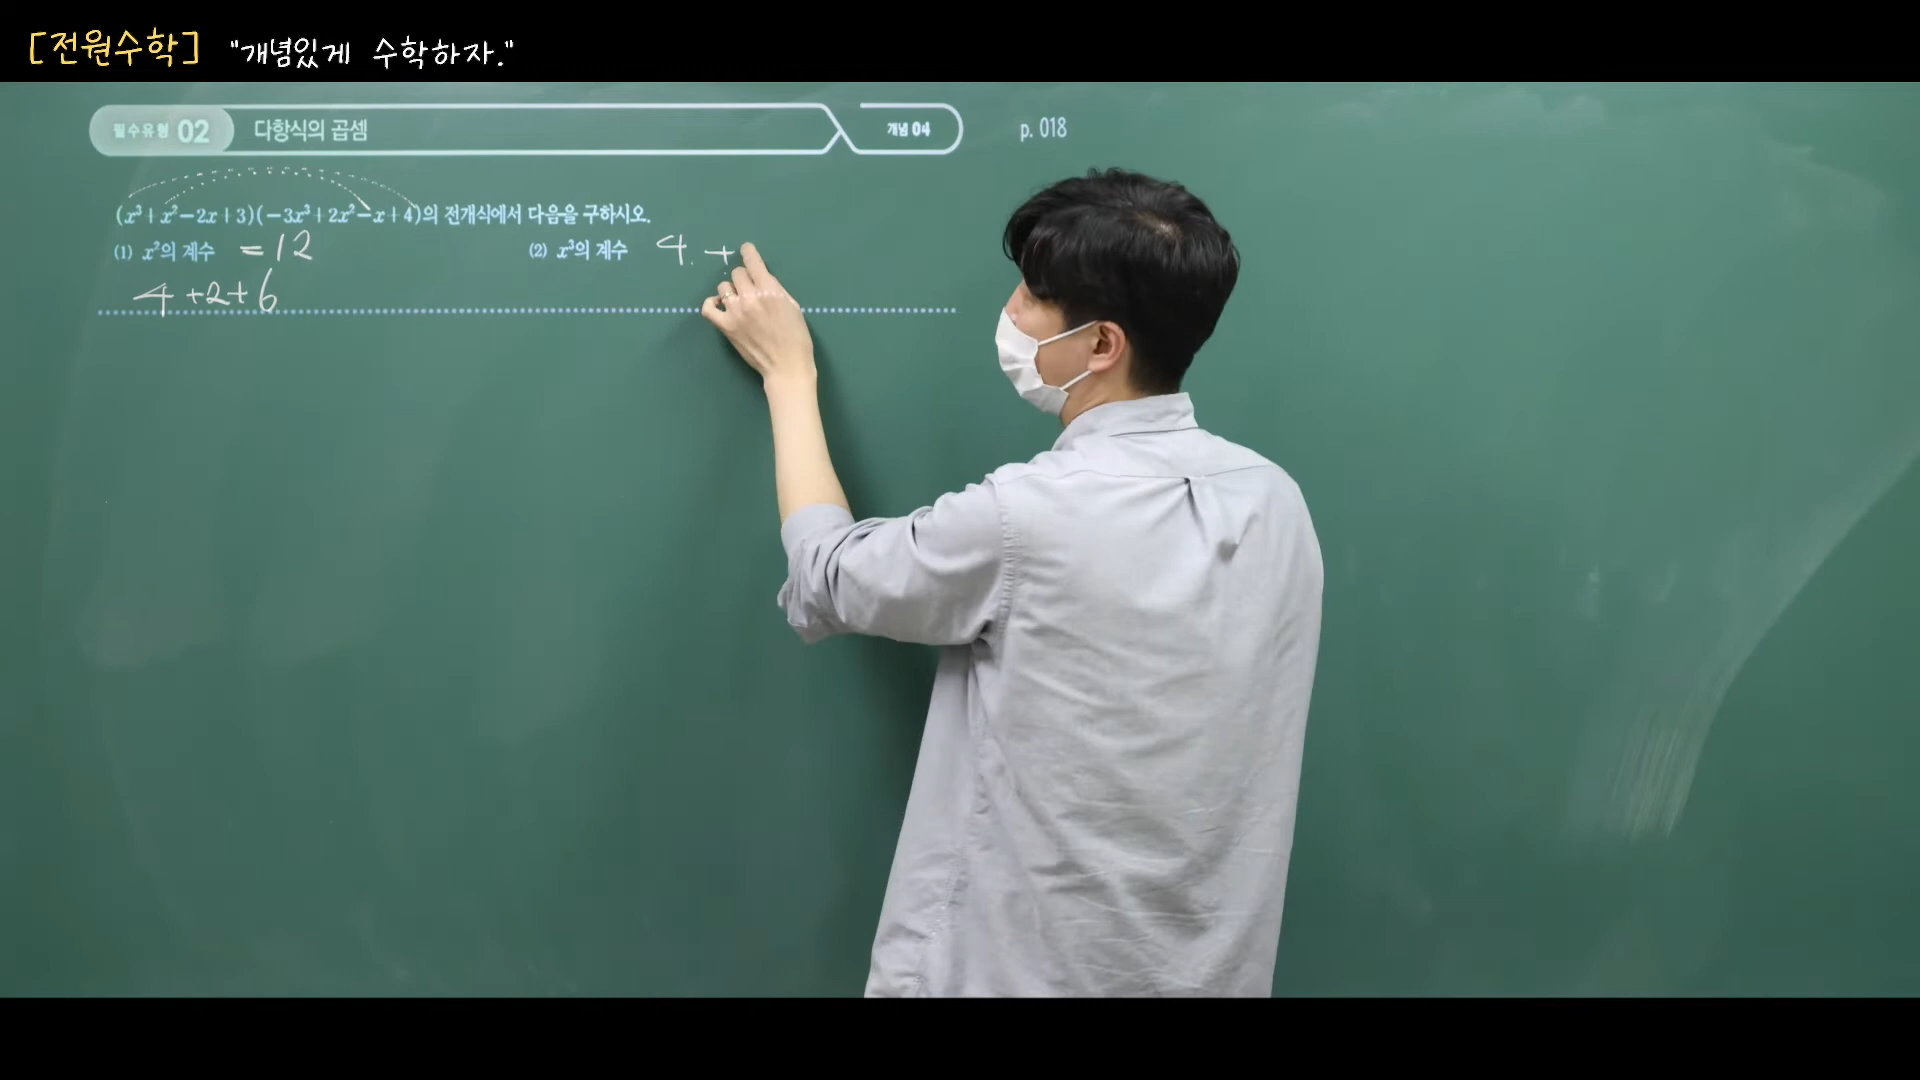 [전원수학] "개념있게 수학하자."
필수유형 02 다항식의 곱셈 개념 04 p. 018
(x³+x²−2x+3)(−3x³+2x²−x+4)의 전개식에서 다음을 구하시오.
(1) x²의 계수 = 12 (2) x³의 계수 4. +
4+2+6